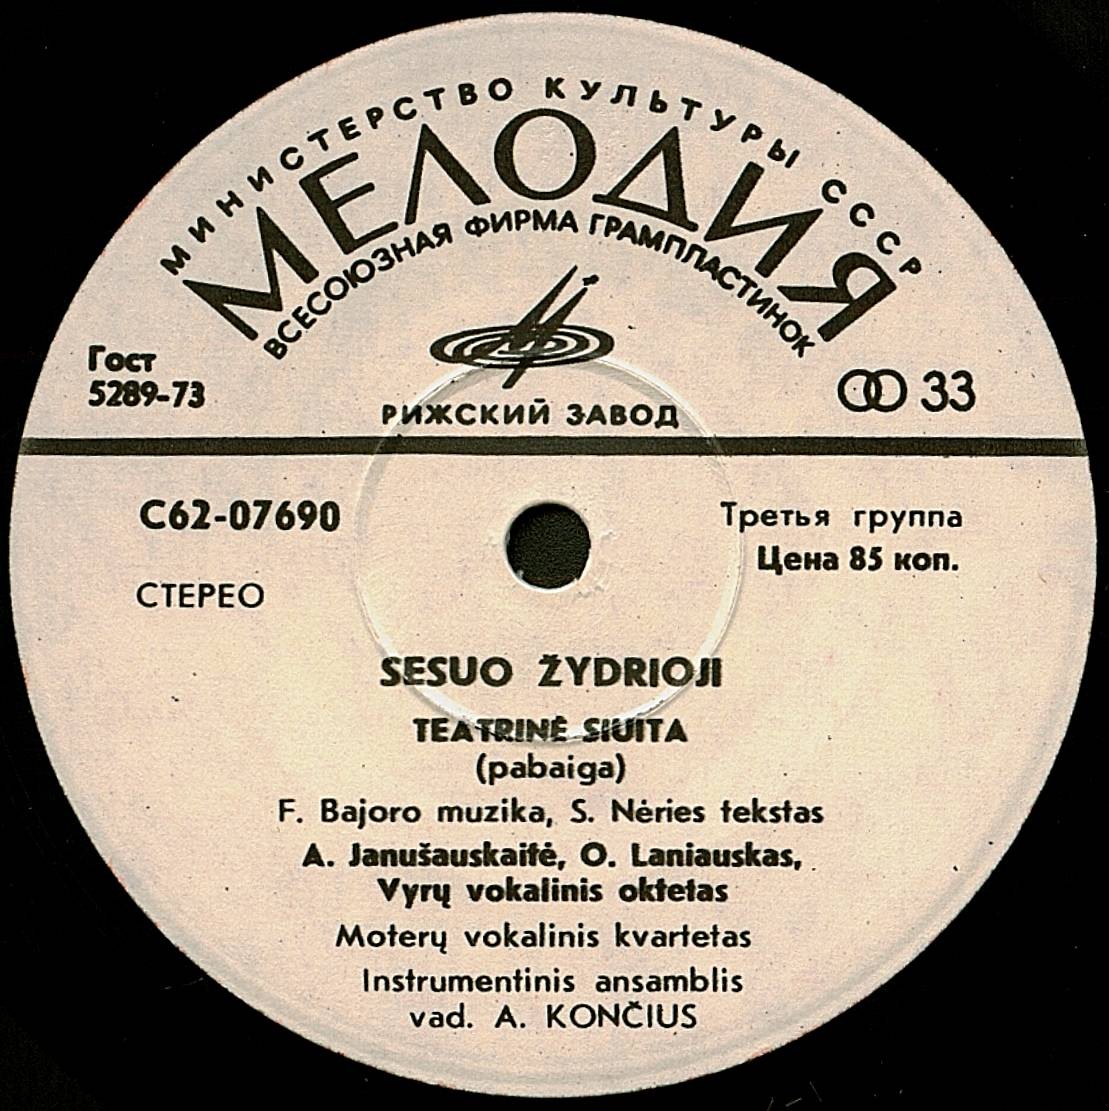 МИНИСТЕРСТВО КУЛЬТУРЫ СССР
МЕЛОДИЯ
ВСЕСОЮЗНАЯ ФИРМА ГРАМПЛАСТИНОК
Гост
5289-73
33
РИЖСКИЙ ЗАВОД
С62-07690
Третья группа
Цена 85 коп.
СТЕРЕО
SESUO ŽYDRIOJI
TEATRINĖ SIUITA
(pabaiga)
F. Bajoro muzika, S. Nėries tekstas
A. Janušauskaitė, O. Laniauskas,
Vyrų vokalinis oktetas
Moterų vokalinis kvartetas
Instrumentinis ansamblis
vad. A. KONČIUS